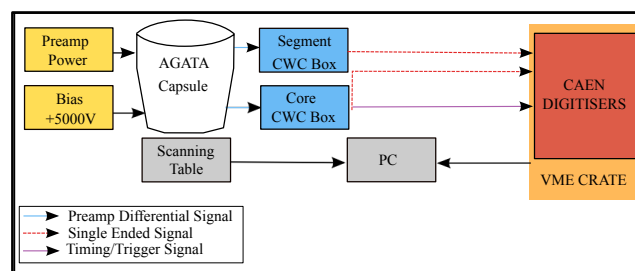 Preamp
Power
AGATA
Capsule
Segment
CWC Box
CAEN
DIGITISERS
Bias
+5000V
Core
CWC Box
Scanning
Table
PC
VME CRATE
Preamp Differential Signal
Single Ended Signal
Timing/Trigger Signal